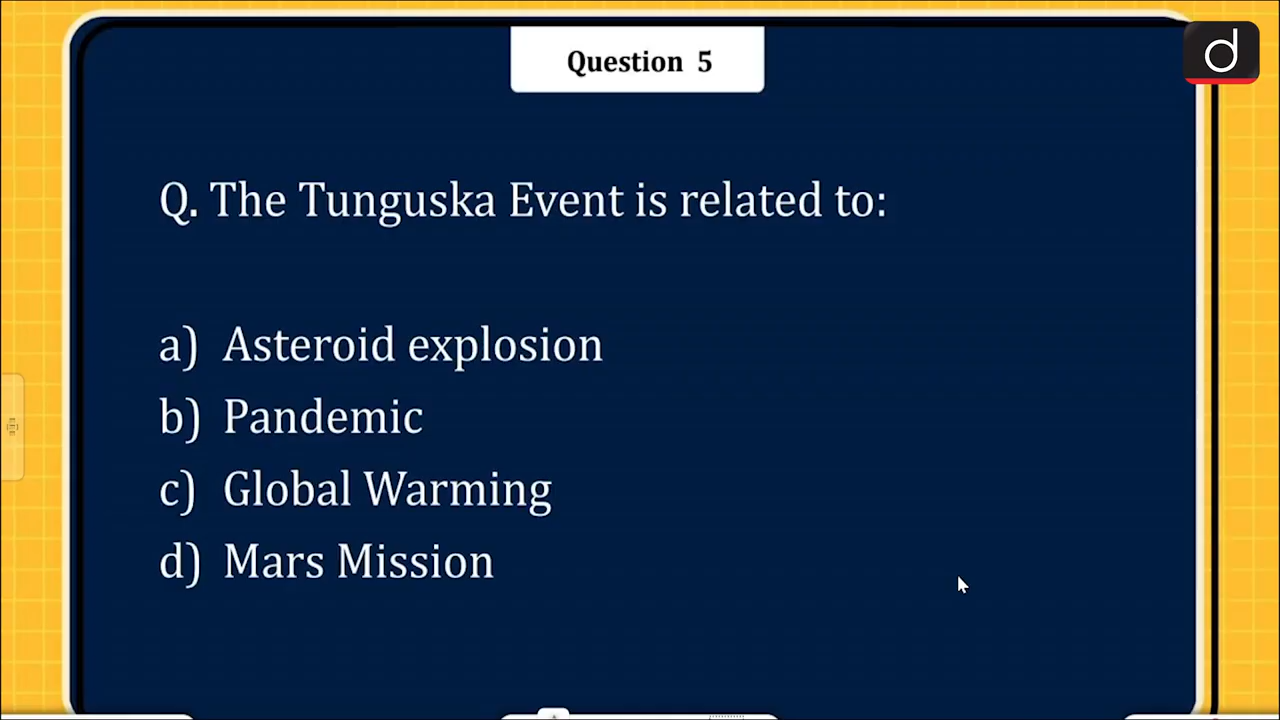 Question 5
d
Q. The Tunguska Event is related to:
a) Asteroid explosion
b) Pandemic
c) Global Warming
d) Mars Mission